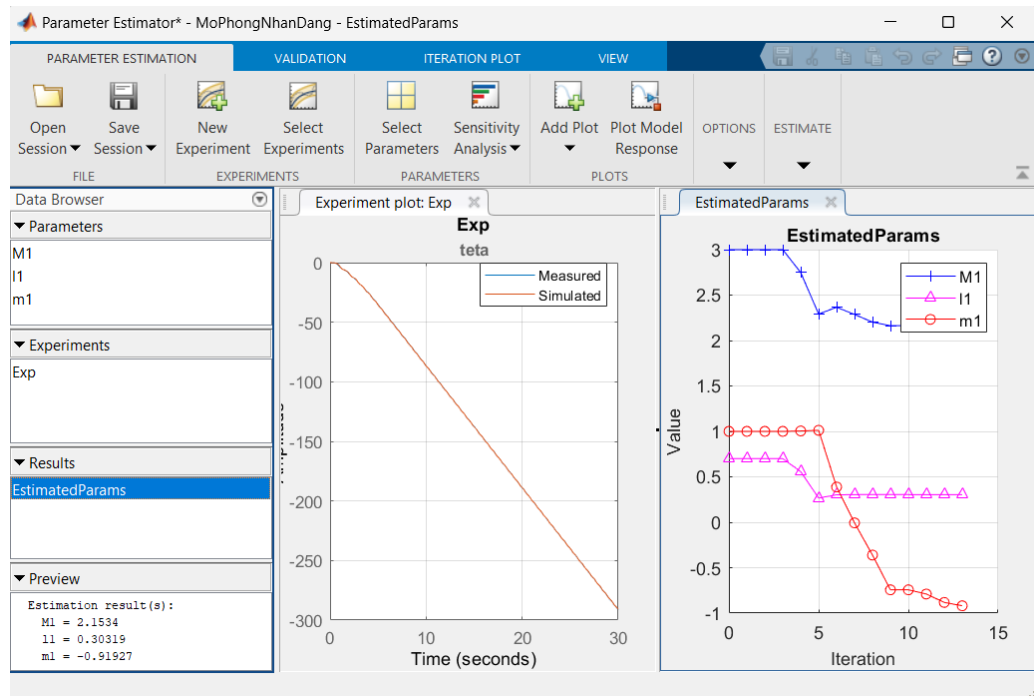 Parameter Estimator* - MoPhongNhanDang - EstimatedParams
PARAMETER ESTIMATION VALIDATION ITERATION PLOT VIEW
Open Session
Save Session
New Experiment
Select Experiments
Select Parameters
Sensitivity Analysis
Add Plot
Plot Model Response
OPTIONS
ESTIMATE
FILE EXPERIMENTS PARAMETERS PLOTS
Data Browser
Parameters
M1
l1
m1
Experiments
Exp
Results
EstimatedParams
Preview
Estimation result(s):
M1 = 2.1534
l1 = 0.30319
m1 = -0.91927
Experiment plot: Exp
Exp
teta
Measured
Simulated
0
-50
-100
-150
-200
-250
-300
0 10 20 30
Time (seconds)
EstimatedParams
EstimatedParams
M1
l1
m1
Value
3
2.5
2
1.5
1
0.5
0
-0.5
-1
0 5 10 15
Iteration